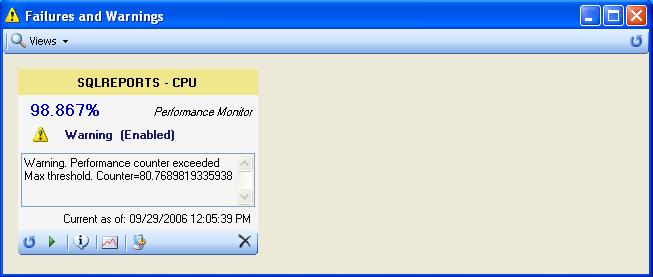 Failures and Warnings
Views
SQLREPORTS - CPU
98.867% Performance Monitor
Warning (Enabled)
Warning. Performance counter exceeded
Max threshold. Counter=80.7689819335938
Current as of: 09/29/2006 12:05:39 PM